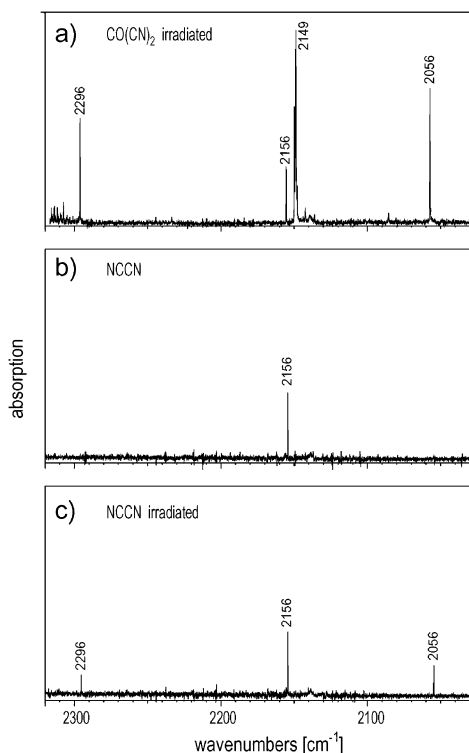 a) CO(CN)₂ irradiated
2296
2156
2149
2056
b) NCCN
2156
c) NCCN irradiated
2296
2156
2056
absorption
2300 2200 2100
wavenumbers [cm⁻¹]